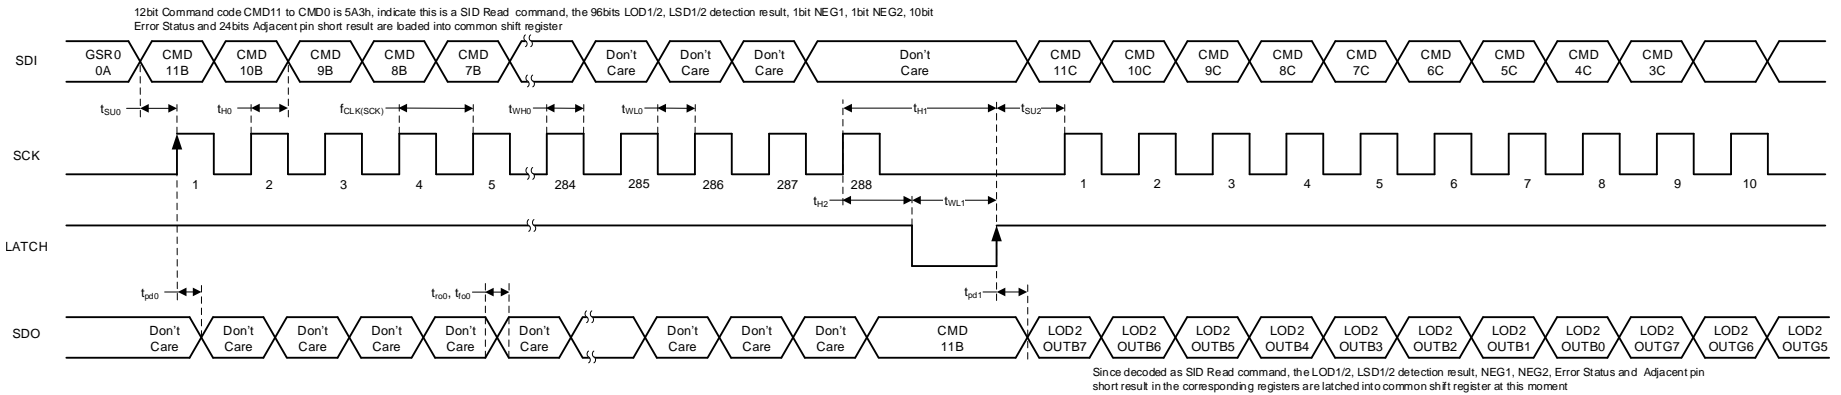 12bit Command code CMD11 to CMD0 is 5A3h, indicate this is a SID Read command, the 96bits LOD1/2, LSD1/2 detection result, 1bit NEG1, 1bit NEG2, 10bit
Error Status and 24bits Adjacent pin short result are loaded into common shift register
SDI
GSR0 0A
CMD 11B
CMD 10B
CMD 9B
CMD 8B
CMD 7B
Don't Care
Don't Care
Don't Care
Don't Care
CMD 11C
CMD 10C
CMD 9C
CMD 8C
CMD 7C
CMD 6C
CMD 5C
CMD 4C
CMD 3C
tSU0
tH0
fCLK(SCK)
tWH0
tWL0
tH1
tSU2
SCK
1 2 3 4 5 284 285 286 287 288 1 2 3 4 5 6 7 8 9 10
tH2
tWL1
LATCH
tpd0
tro0, tfo0
tpd1
SDO
Don't Care
Don't Care
Don't Care
Don't Care
Don't Care
Don't Care
Don't Care
Don't Care
Don't Care
CMD 11B
LOD2 OUTB7
LOD2 OUTB6
LOD2 OUTB5
LOD2 OUTB4
LOD2 OUTB3
LOD2 OUTB2
LOD2 OUTB1
LOD2 OUTB0
LOD2 OUTG7
LOD2 OUTG6
LOD2 OUTG5
Since decoded as SID Read command, the LOD1/2, LSD1/2 detection result, NEG1, NEG2, Error Status and Adjacent pin
short result in the corresponding registers are latched into common shift register at this moment